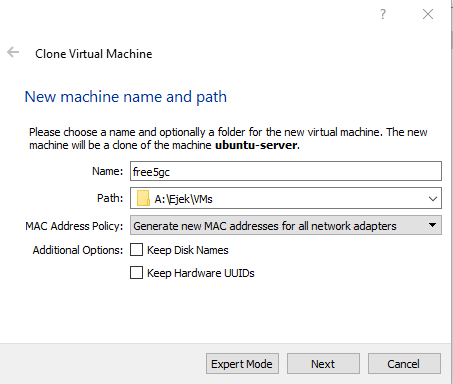 ?
Clone Virtual Machine
New machine name and path
Please choose a name and optionally a folder for the new virtual machine. The new
machine will be a clone of the machine ubuntu-server.
Name: free5gc
Path: A:\Ejek\VMs
MAC Address Policy: Generate new MAC addresses for all network adapters
Additional Options: Keep Disk Names
Keep Hardware UUIDs
Expert Mode Next Cancel